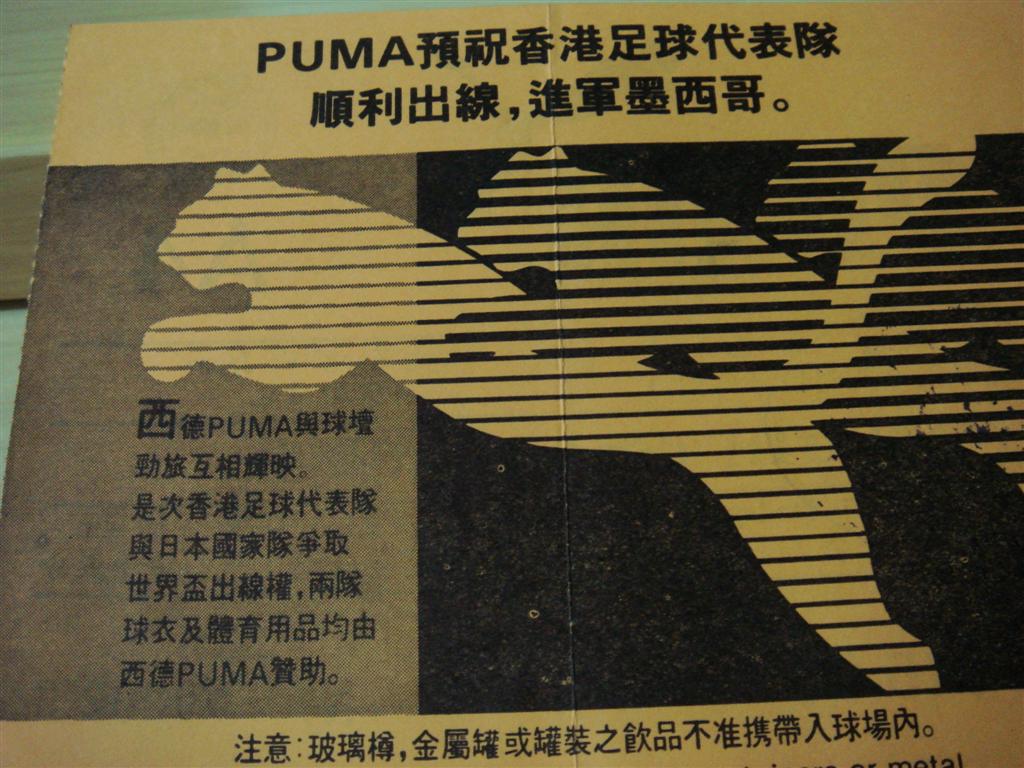 PUMA預祝香港足球代表隊
順利出線,進軍墨西哥。
西德PUMA與球壇
勁旅互相輝映。
是次香港足球代表隊
與日本國家隊爭取
世界盃出線權,兩隊
球衣及體育用品均由
西德PUMA贊助。
注意:玻璃樽,金屬罐或罐裝之飲品不准携帶入球場內。
or metal